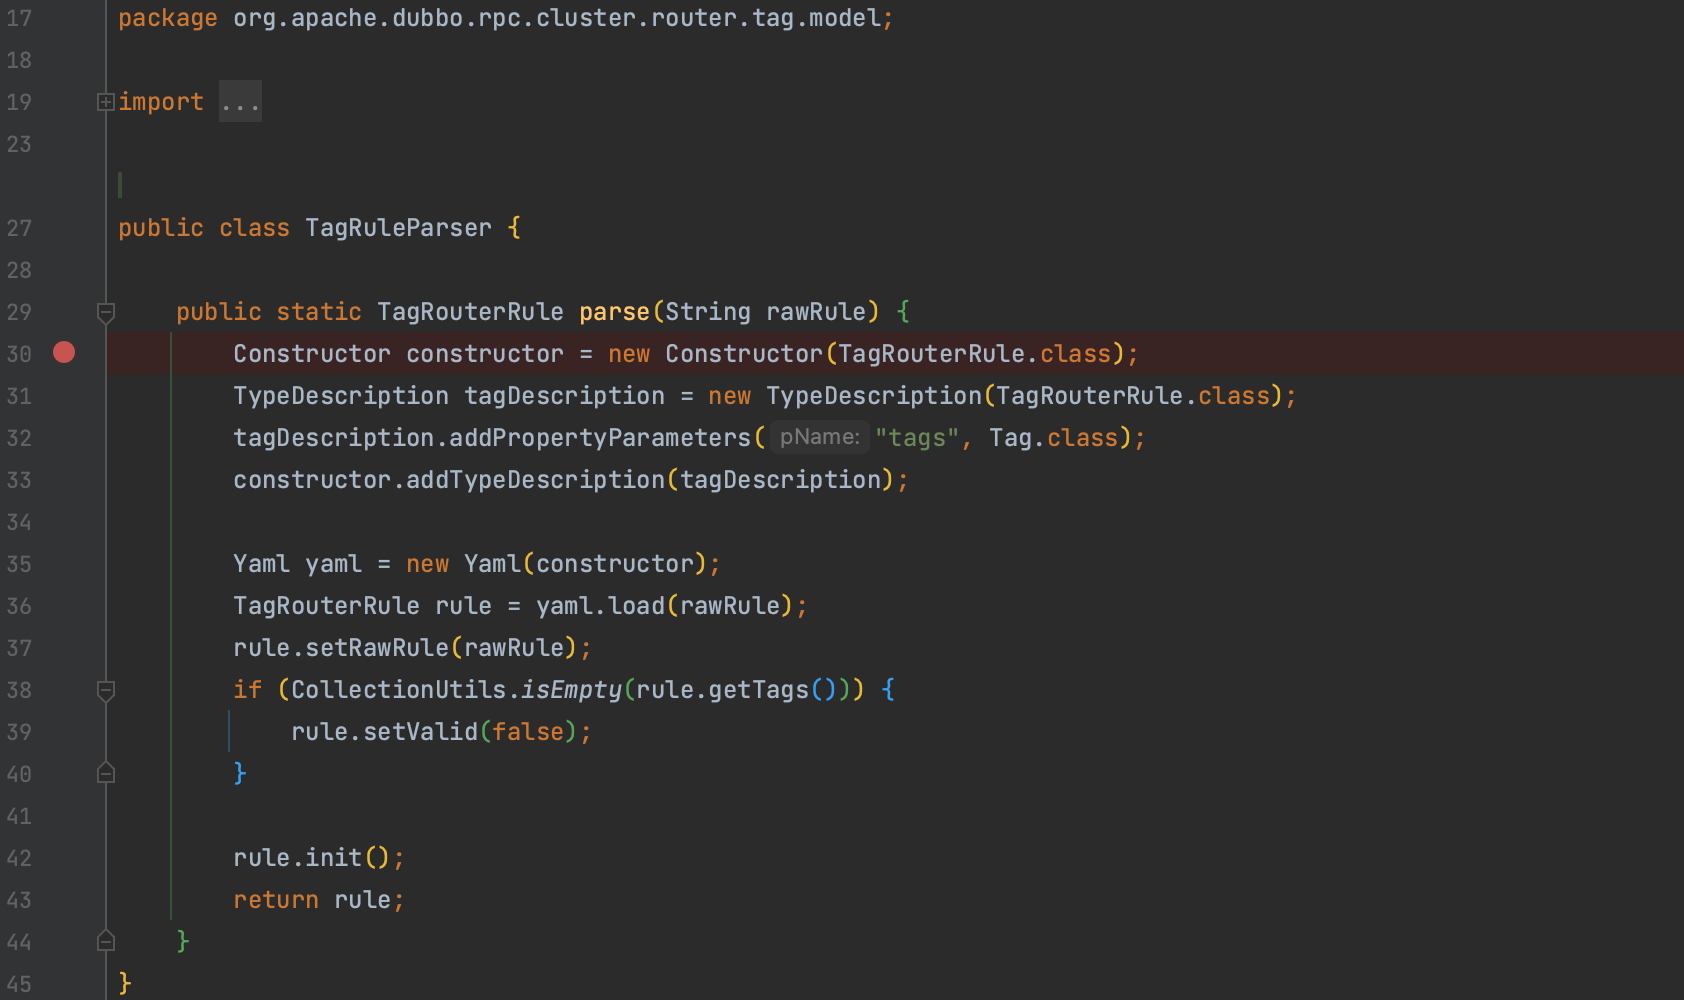 17 package org.apache.dubbo.rpc.cluster.router.tag.model;
18
19 import ...
23
27 public class TagRuleParser {
28
29     public static TagRouterRule parse(String rawRule) {
30         Constructor constructor = new Constructor(TagRouterRule.class);
31         TypeDescription tagDescription = new TypeDescription(TagRouterRule.class);
32         tagDescription.addPropertyParameters( pName: "tags", Tag.class);
33         constructor.addTypeDescription(tagDescription);
34
35         Yaml yaml = new Yaml(constructor);
36         TagRouterRule rule = yaml.load(rawRule);
37         rule.setRawRule(rawRule);
38         if (CollectionUtils.isEmpty(rule.getTags())) {
39             rule.setValid(false);
40         }
41
42         rule.init();
43         return rule;
44     }
45 }